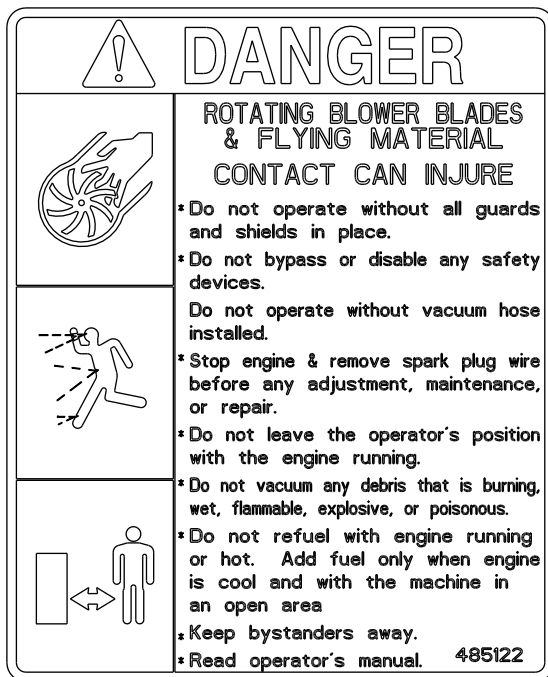 DANGER
ROTATING BLOWER BLADES
& FLYING MATERIAL
CONTACT CAN INJURE
* Do not operate without all guards
and shields in place.
* Do not bypass or disable any safety
devices.
Do not operate without vacuum hose
installed.
* Stop engine & remove spark plug wire
before any adjustment, maintenance,
or repair.
* Do not leave the operator's position
with the engine running.
* Do not vacuum any debris that is burning,
wet, flammable, explosive, or poisonous.
* Do not refuel with engine running
or hot. Add fuel only when engine
is cool and with the machine in
an open area
* Keep bystanders away.
* Read operator's manual. 485122